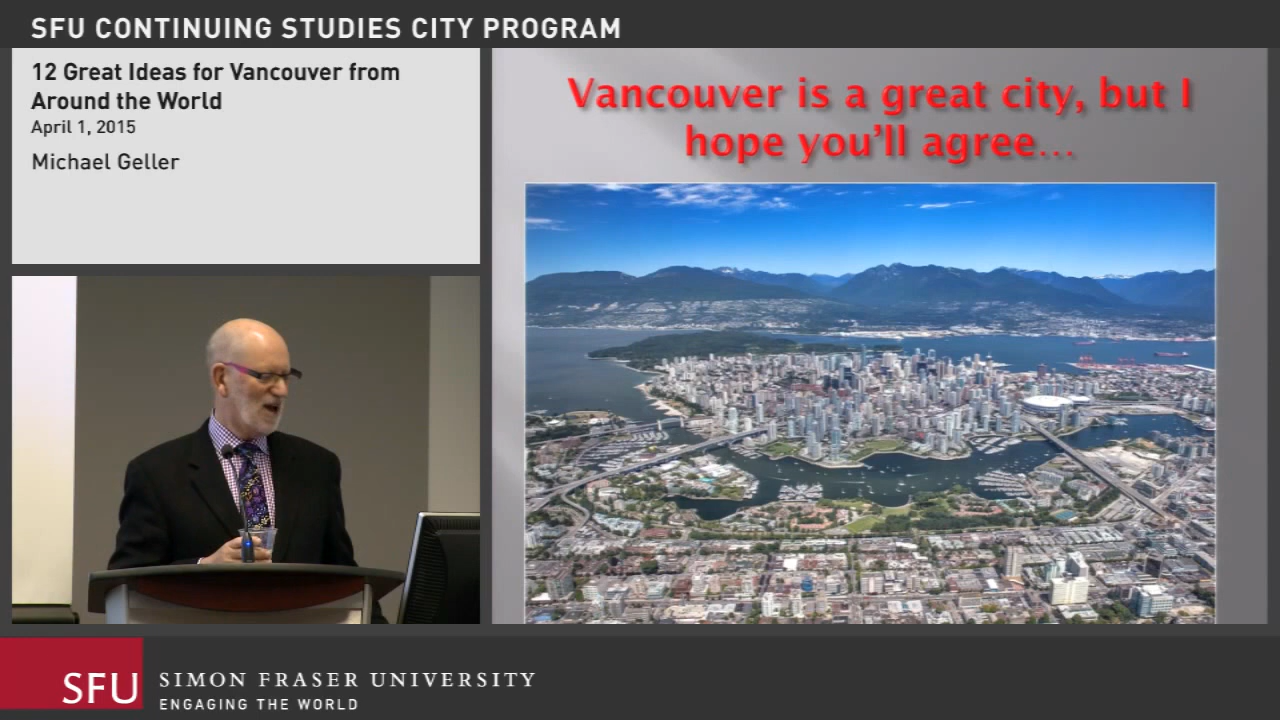 SFU CONTINUING STUDIES CITY PROGRAM
12 Great Ideas for Vancouver from
Around the World
April 1, 2015
Michael Geller
Vancouver is a great city, but I
hope you’ll agree…
SFU
SIMON FRASER UNIVERSITY
ENGAGING THE WORLD